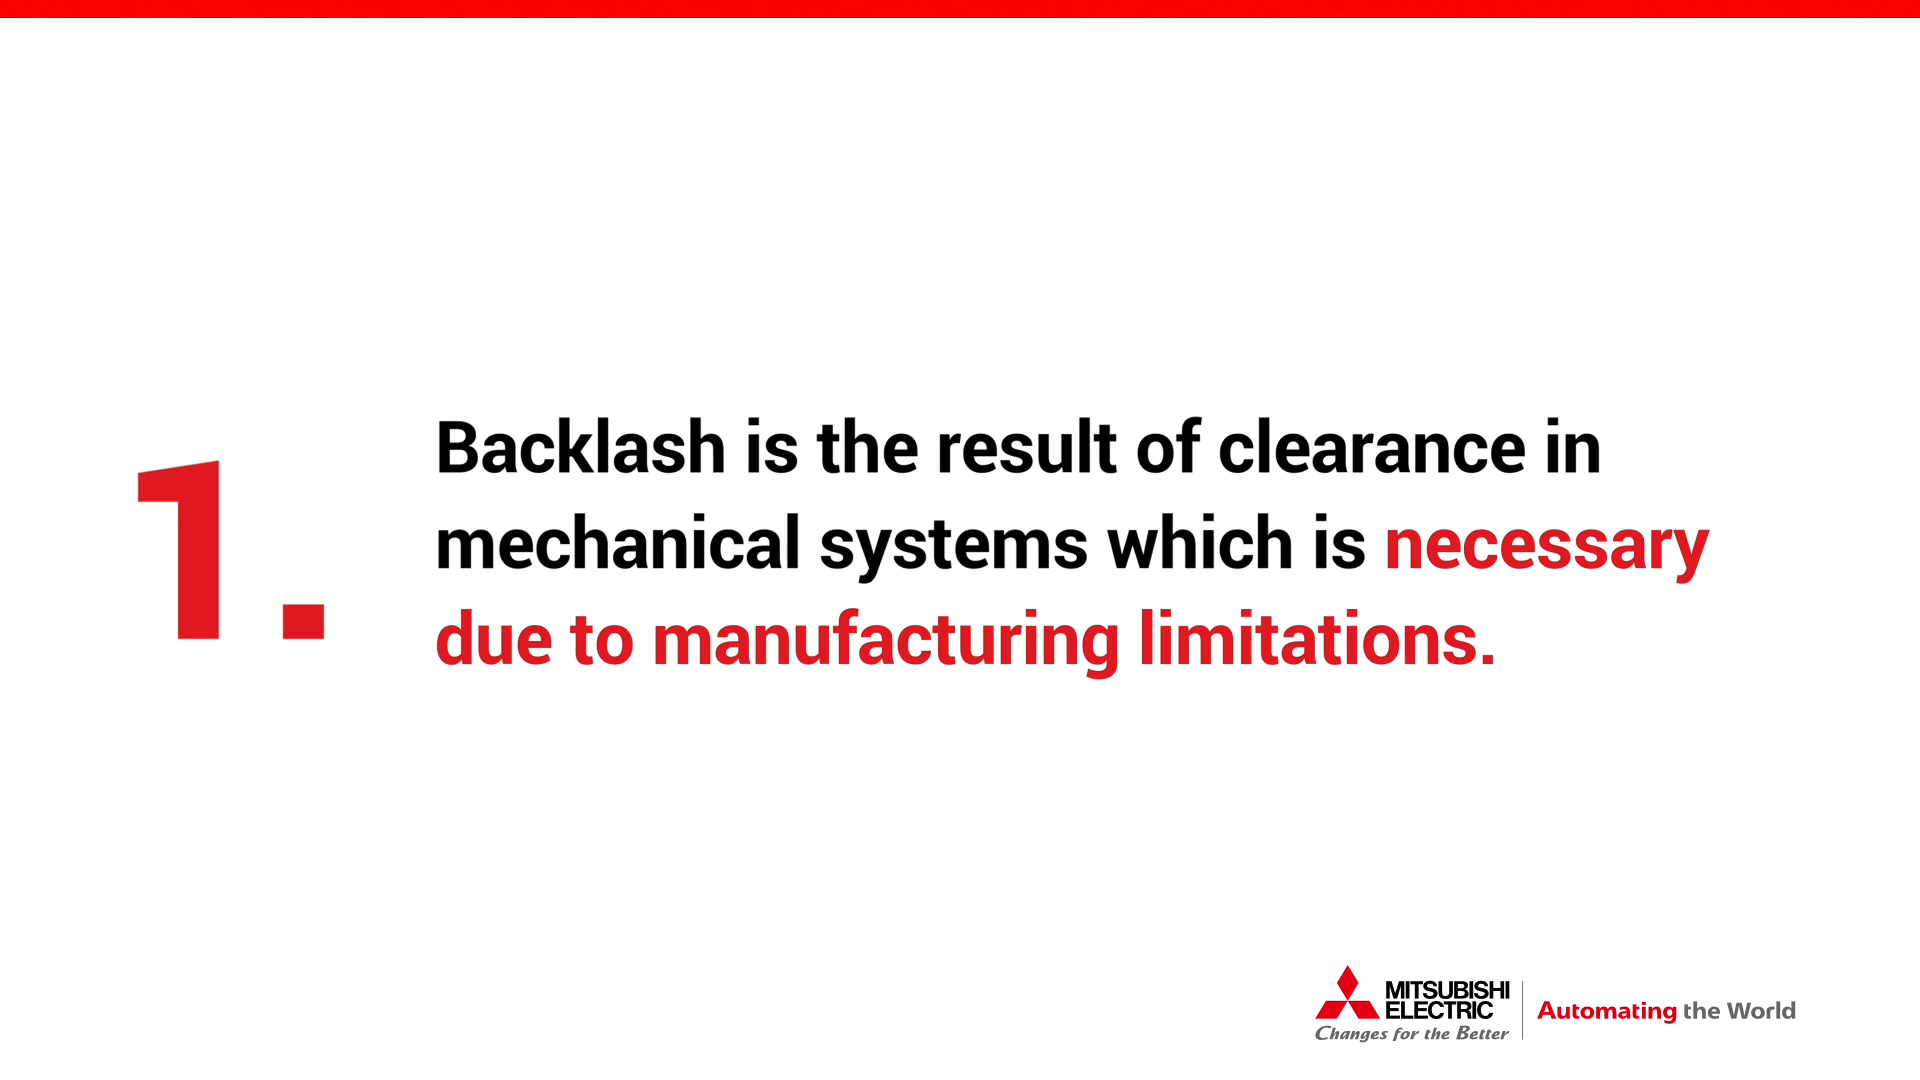 1.
Backlash is the result of clearance in
mechanical systems which is necessary
due to manufacturing limitations.
MITSUBISHI
ELECTRIC
Changes for the Better
Automating the World